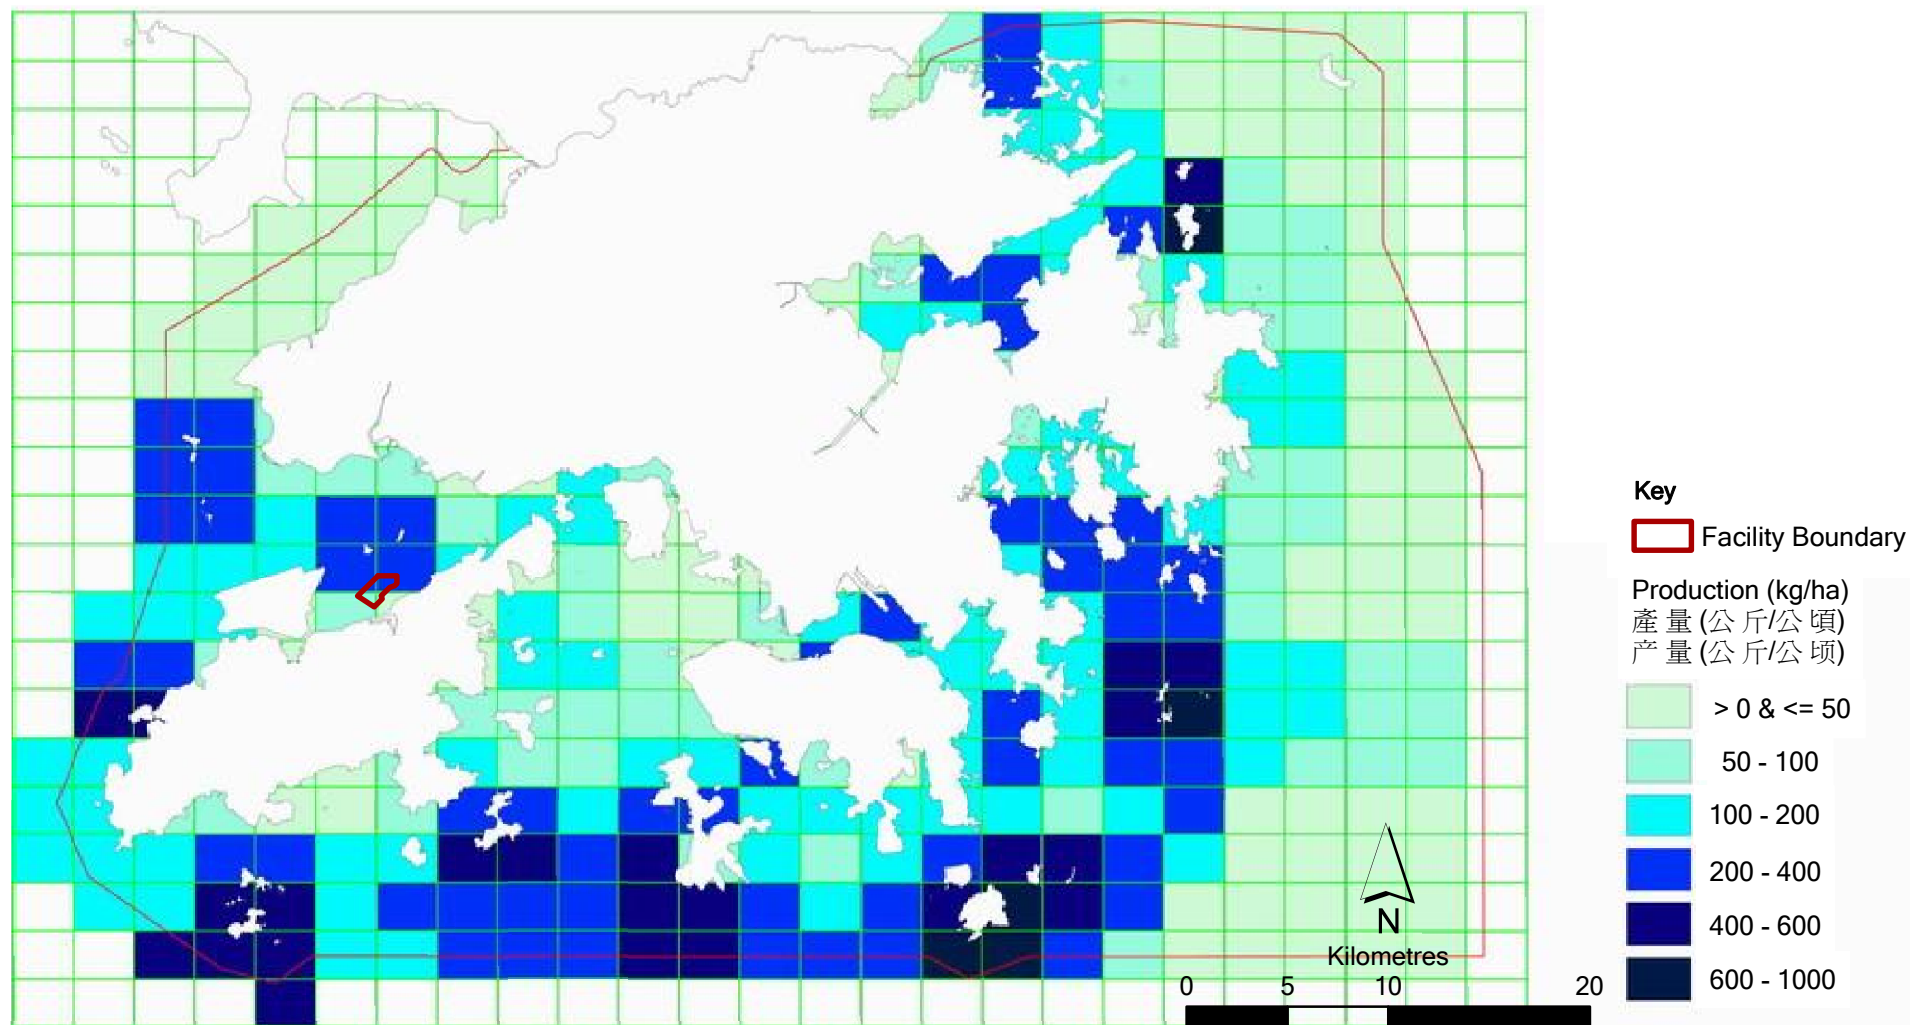 Key
Facility Boundary
Production (kg/ha)
產 量 (公 斤/公 頃)
产 量 (公 斤/公 顷)
> 0 & <= 50
50 - 100
100 - 200
200 - 400
400 - 600
600 - 1000
N
Kilometres
0 5 10 20